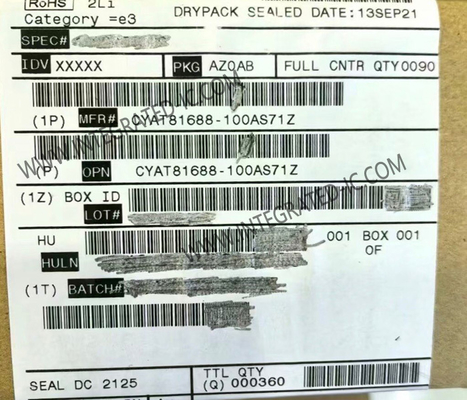 RoHS 2Li
DRYPACK SEALED DATE:13SEP21
Category =e3
SPEC#
IDV XXXXX PKG AZ0AB FULL CNTR QTY0090
(1P) MFR# CYAT81688-100AS71Z
(P) OPN CYAT81688-100AS71Z
(1Z) BOX ID
LOT#
HU 001 BOX 001
OF
HULN
(1T) BATCH#
SEAL DC 2125 TTL QTY
(Q) 000360
WWW.INTEGRATED-IC.COM
WWW.INTEGRATED-IC.COM